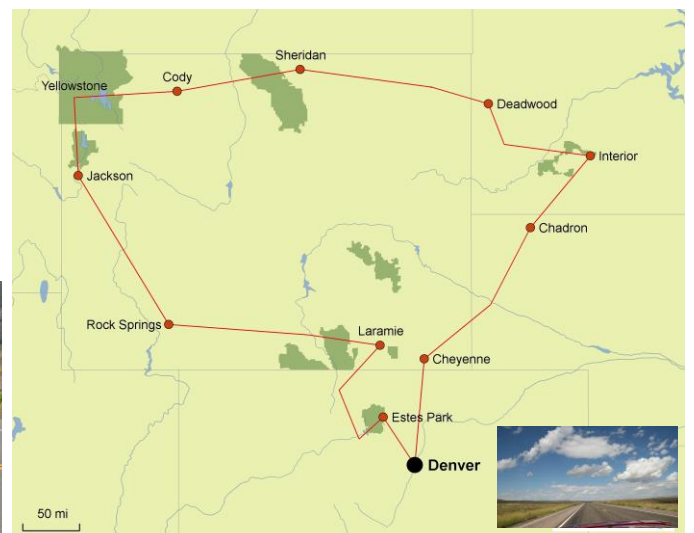 Sheridan
Cody
Yellowstone
Deadwood
Interior
Jackson
Chadron
Rock Springs
Laramie
Cheyenne
Estes Park
Denver
50 mi